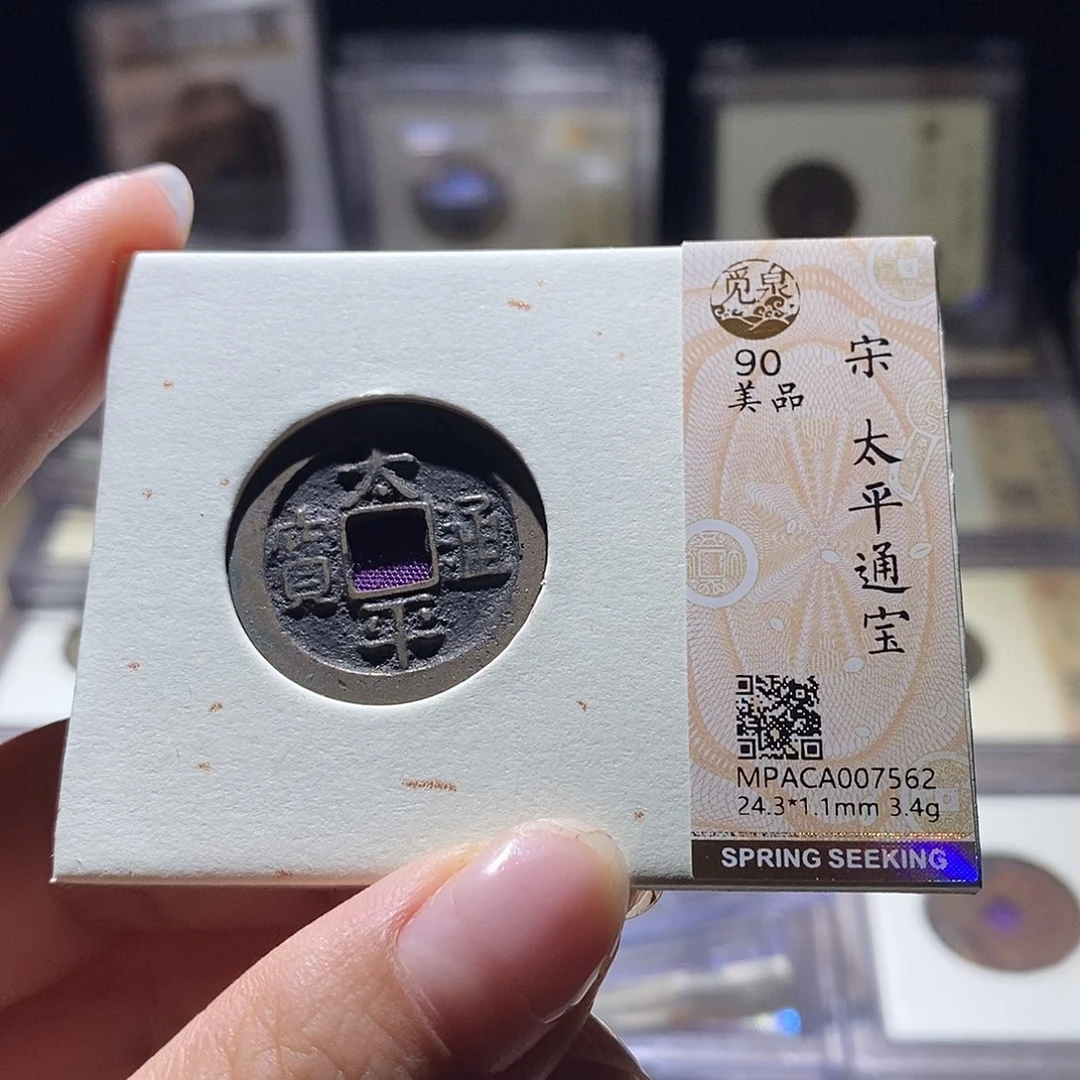 太平通寳
觅泉
90
美品
宋 太平通宝
MPACA007562
24.3*1.1mm 3.4g
SPRING SEEKING